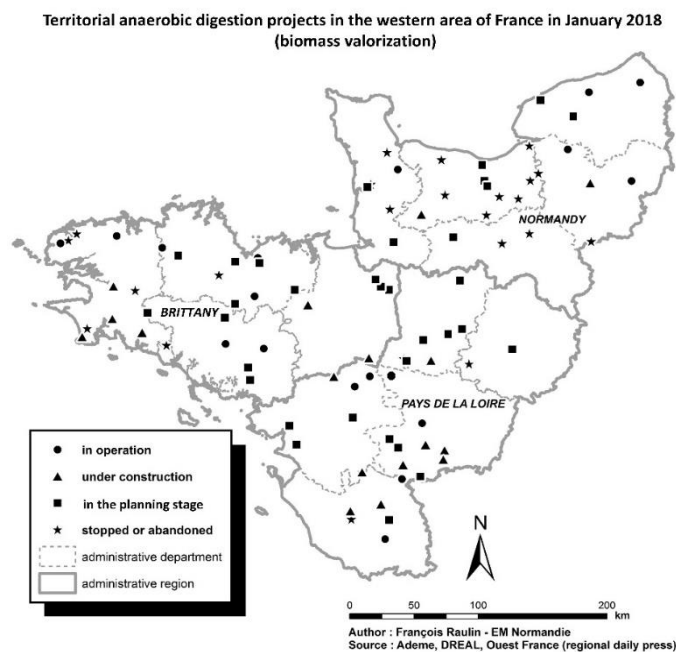 Territorial anaerobic digestion projects in the western area of France in January 2018
(biomass valorization)
NORMANDY
BRITTANY
PAYS DE LA LOIRE
in operation
under construction
in the planning stage
stopped or abandoned
administrative department
administrative region
N
0 50 100 200
km
Author : François Raulin - EM Normandie
Source : Ademe, DREAL, Ouest France (regional daily press)